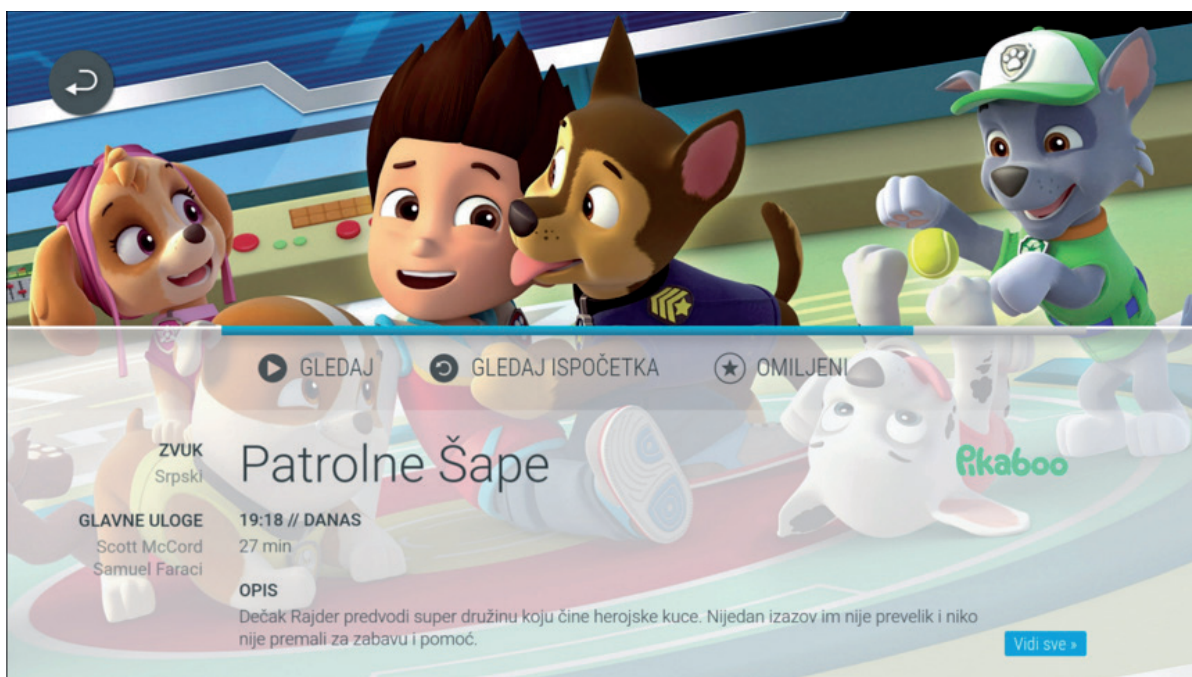 GLEDAJ
GLEDAJ ISPOČETKA
OMILJENI
ZVUK
Srpski
GLAVNE ULOGE
Scott McCord
Samuel Faraci
Patrolne Šape
19:18 // DANAS
27 min
OPIS
Dečak Rajder predvodi super družinu koju čine herojske kuce. Nijedan izazov im nije prevelik i niko
nije premali za zabavu i pomoć.
Pikaboo
Vidi sve »